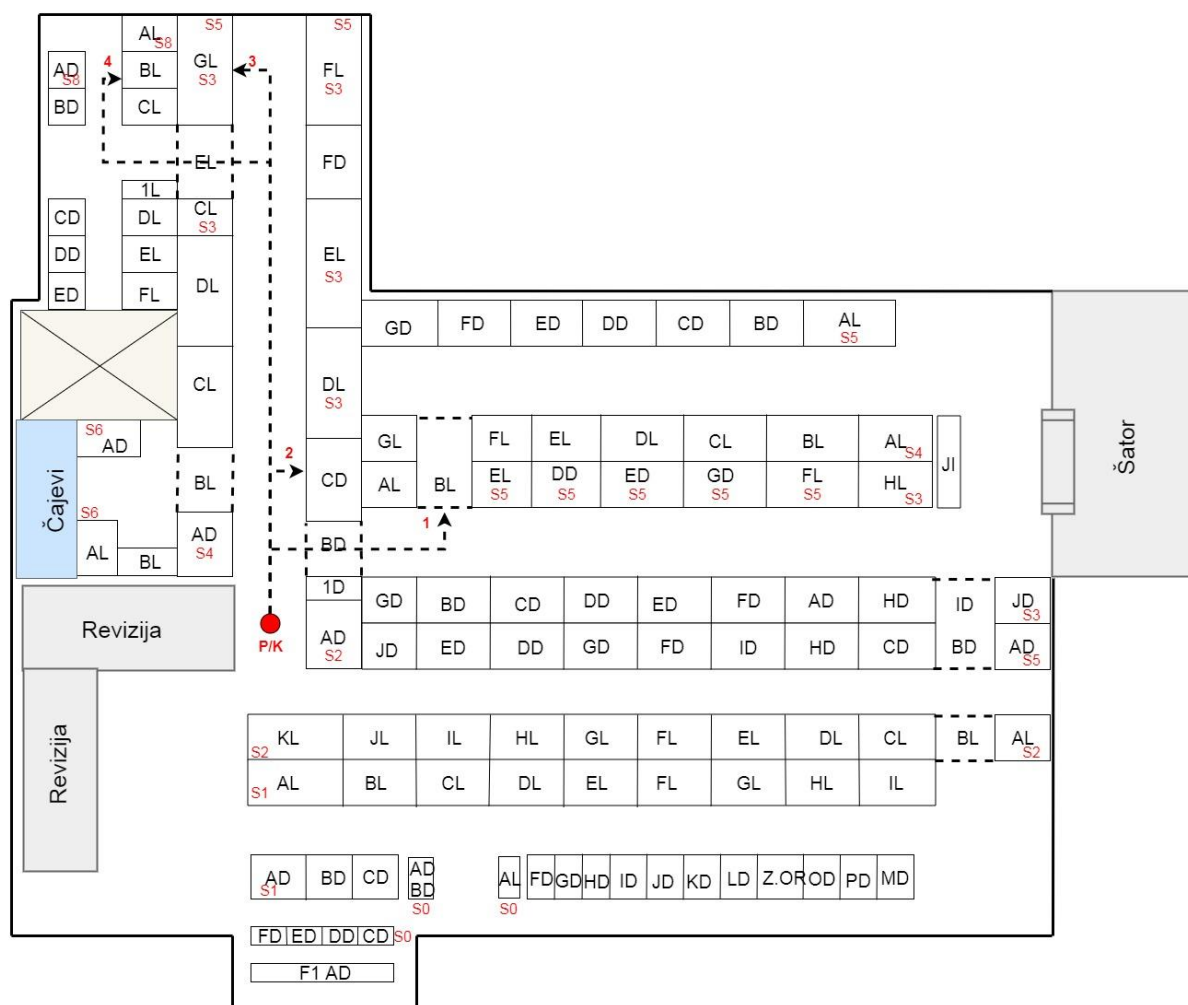 AL S8 S5 S5
AD S8 4 BL GL S3 3 FL S3
BD CL
EL FD
1L
CD DL CL S3
DD EL DL EL S3
ED FL
GD FD ED DD CD BD AL S5
CL DL S3
S6 AD
GL FL EL DL CL BL AL S4
2 CD
JI
Šator
Čajevi
BL AL BL EL S5 DD S5 ED S5 GD S5 FL S5 HL S3
S6 1
AL BL AD S4 BD
1D GD BD CD DD ED FD AD HD ID JD S3
Revizija P/K AD S2 JD ED DD GD FD ID HD CD BD AD S5
S2 KL JL IL HL GL FL EL DL CL BL AL S2
Revizija
S1 AL BL CL DL EL FL GL HL IL
AD S1 BD CD AD AL FD GD HD ID JD KD LD Z.OR OD PD MD
BD
S0 S0
FD ED DD CD S0
F1 AD